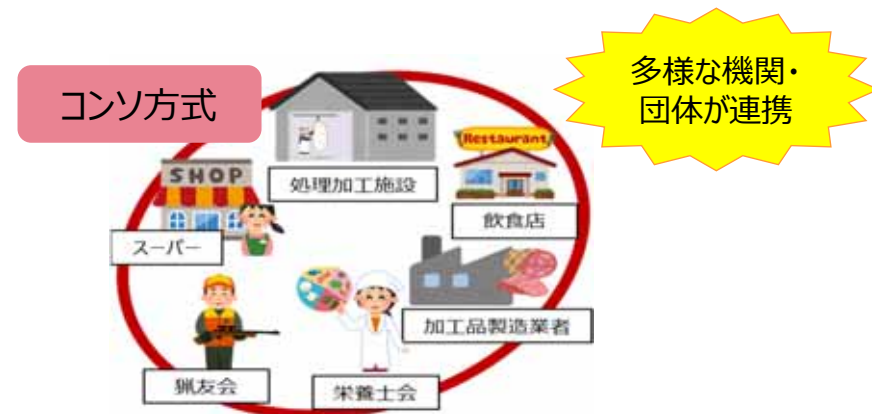 コンソ方式
多様な機関・
団体が連携
処理加工施設
Restaurant
SHOP
飲食店
スーパー
加工品製造業者
猟友会
栄養士会